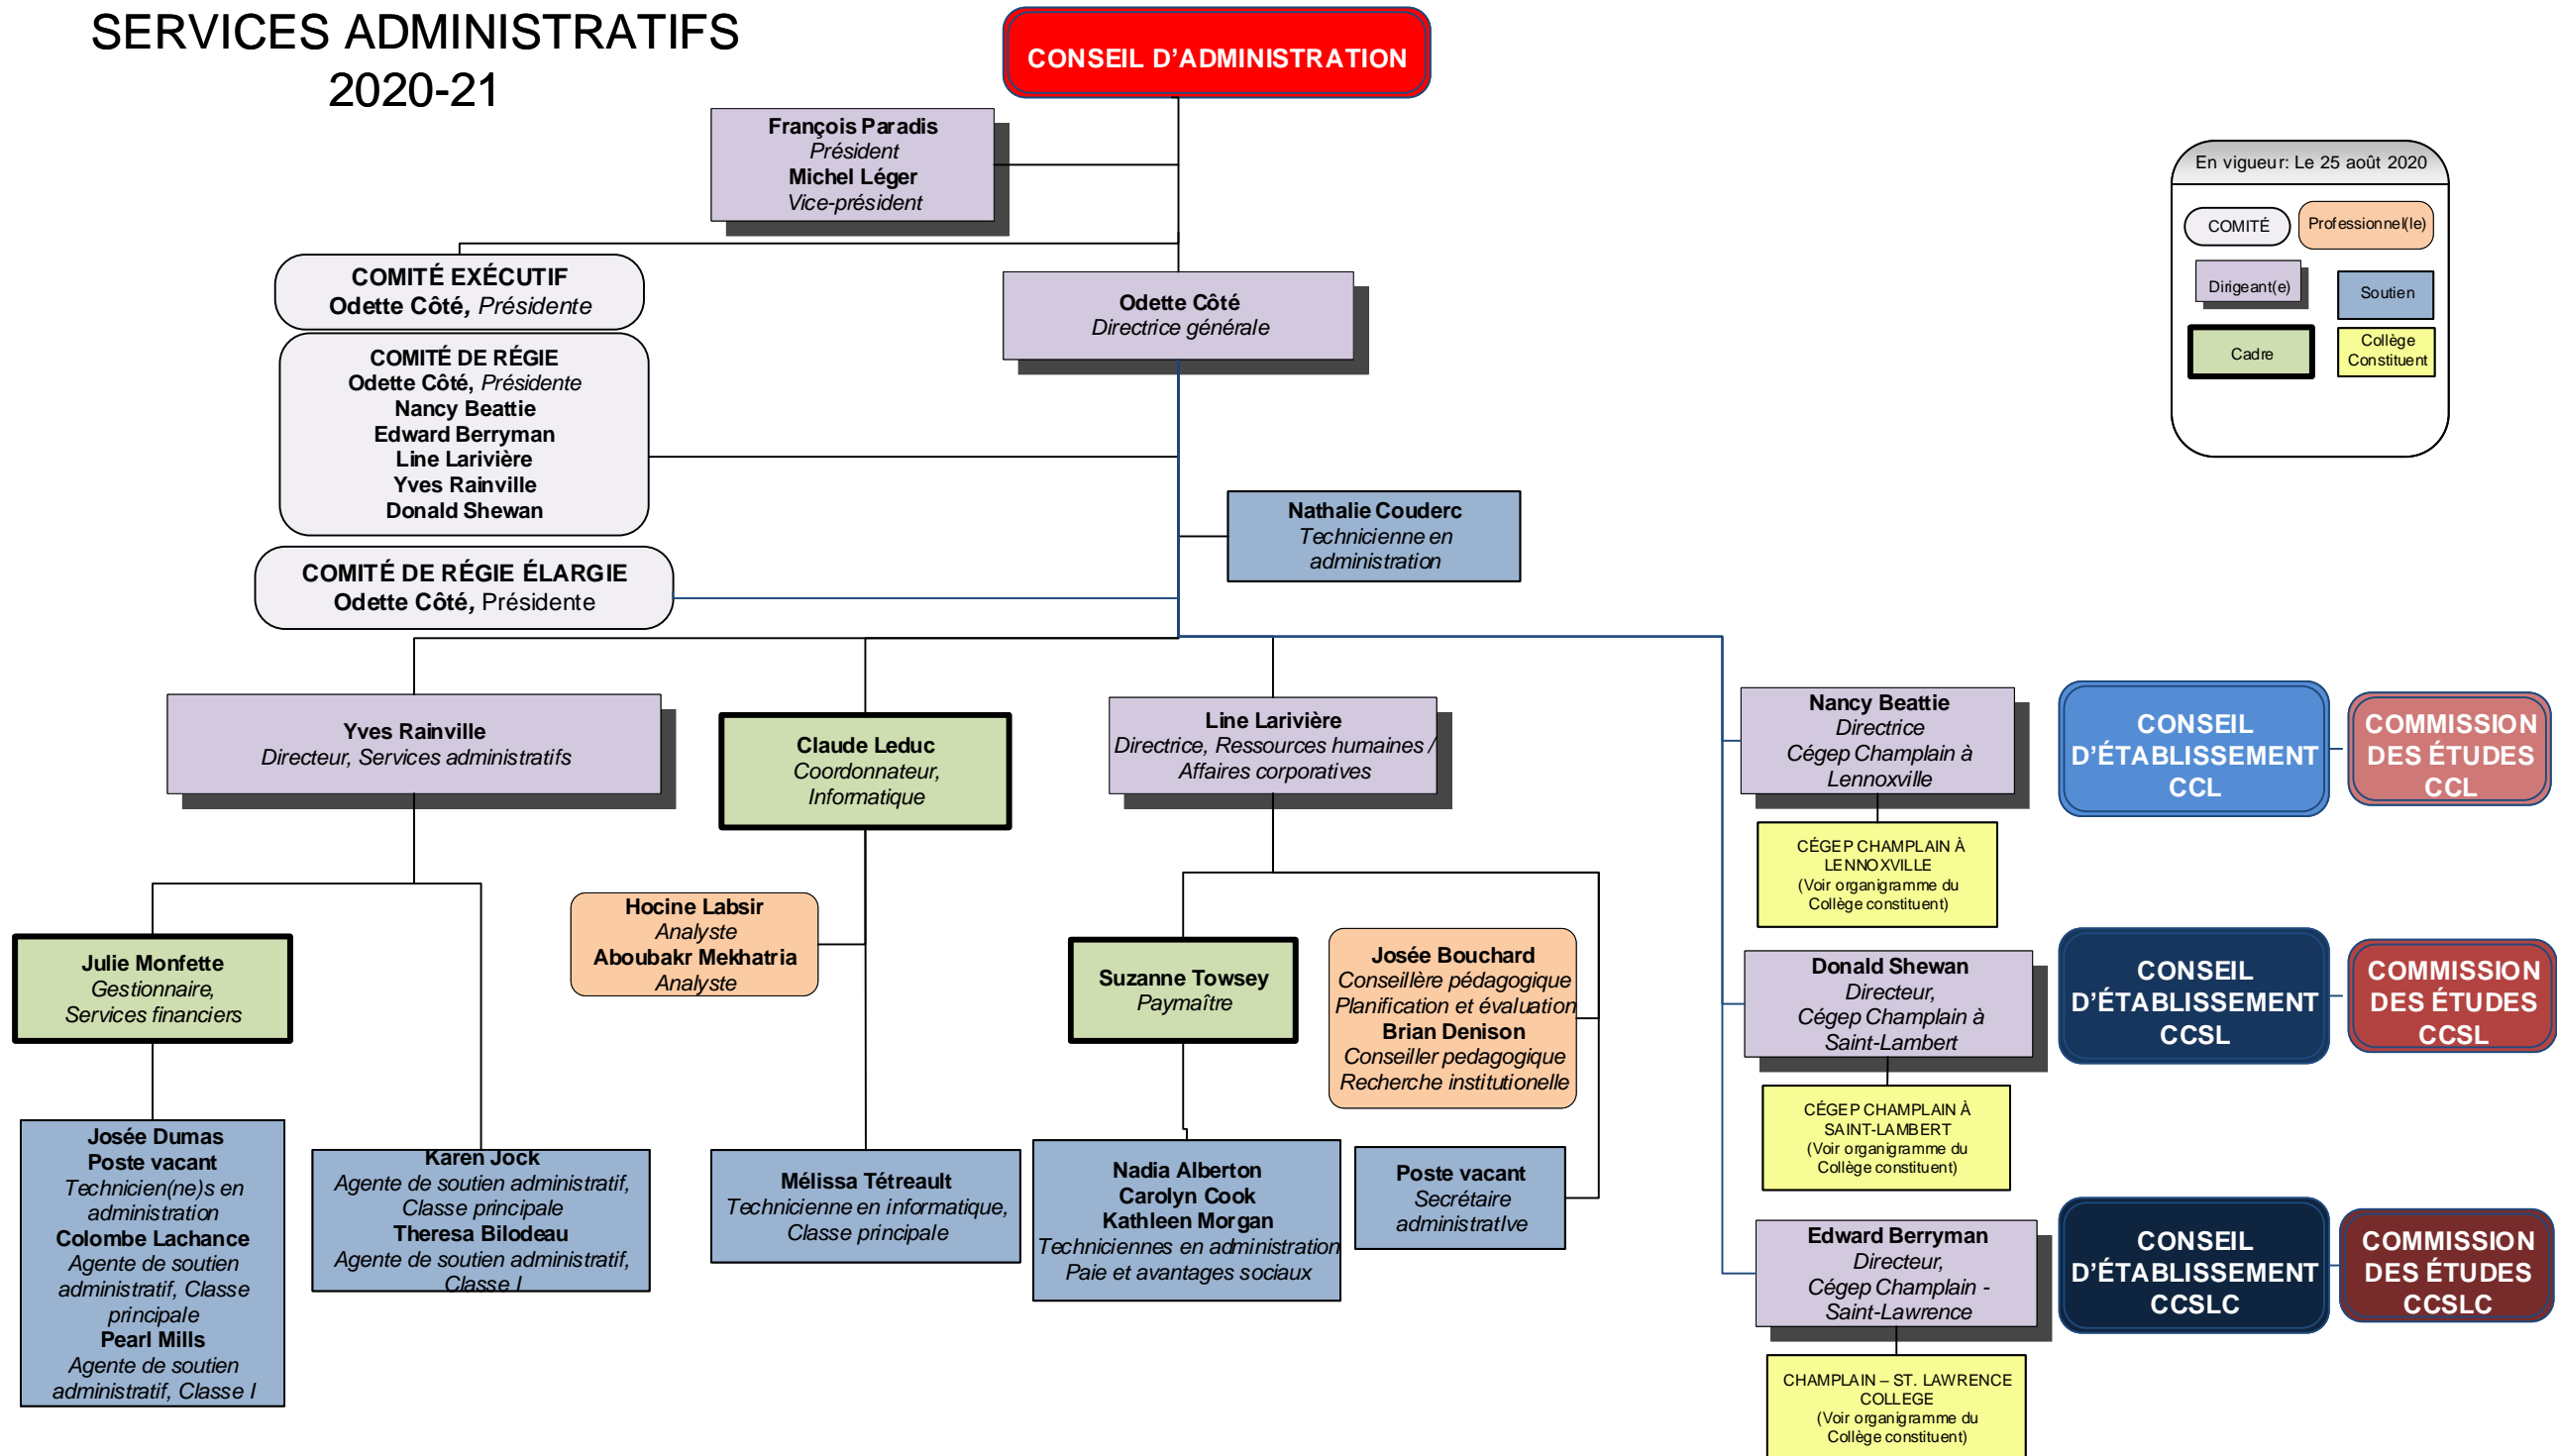 SERVICES ADMINISTRATIFS
2020-21
CONSEIL D’ADMINISTRATION
François Paradis
Président
Michel Léger
Vice-président
En vigueur: Le 25 août 2020
COMITÉ
Professionnel(le)
Dirigeant(e)
Soutien
Cadre
Collège
Constituent
COMITÉ EXÉCUTIF
Odette Côté, Présidente
Odette Côté
Directrice générale
COMITÉ DE RÉGIE
Odette Côté, Présidente
Nancy Beattie
Edward Berryman
Line Larivière
Yves Rainville
Donald Shewan
Nathalie Couderc
Technicienne en
administration
COMITÉ DE RÉGIE ÉLARGIE
Odette Côté, Présidente
Yves Rainville
Directeur, Services administratifs
Claude Leduc
Coordonnateur,
Informatique
Line Larivière
Directrice, Ressources humaines /
Affaires corporatives
Nancy Beattie
Directrice
Cégep Champlain à
Lennoxville
CONSEIL
D’ÉTABLISSEMENT
CCL
COMMISSION
DES ÉTUDES
CCL
CÉGEP CHAMPLAIN À
LENNOXVILLE
(Voir organigramme du
Collège constituent)
Julie Monfette
Gestionnaire,
Services financiers
Hocine Labsir
Analyste
Aboubakr Mekhatria
Analyste
Suzanne Towsey
Paymaître
Josée Bouchard
Conseillère pédagogique
Planification et évaluation
Brian Denison
Conseiller pedagogique
Recherche institutionelle
Donald Shewan
Directeur,
Cégep Champlain à
Saint-Lambert
CONSEIL
D’ÉTABLISSEMENT
CCSL
COMMISSION
DES ÉTUDES
CCSL
CÉGEP CHAMPLAIN À
SAINT-LAMBERT
(Voir organigramme du
Collège constituent)
Josée Dumas
Poste vacant
Technicien(ne)s en
administration
Colombe Lachance
Agente de soutien
administratif, Classe
principale
Pearl Mills
Agente de soutien
administratif, Classe I
Karen Jock
Agente de soutien administratif,
Classe principale
Theresa Bilodeau
Agente de soutien administratif,
Classe I
Mélissa Tétreault
Technicienne en informatique,
Classe principale
Nadia Alberton
Carolyn Cook
Kathleen Morgan
Techniciennes en administration
Paie et avantages sociaux
Poste vacant
Secrétaire
administratIve
Edward Berryman
Directeur,
Cégep Champlain -
Saint-Lawrence
CONSEIL
D’ÉTABLISSEMENT
CCSLC
COMMISSION
DES ÉTUDES
CCSLC
CHAMPLAIN – ST. LAWRENCE
COLLEGE
(Voir organigramme du
Collège constituent)